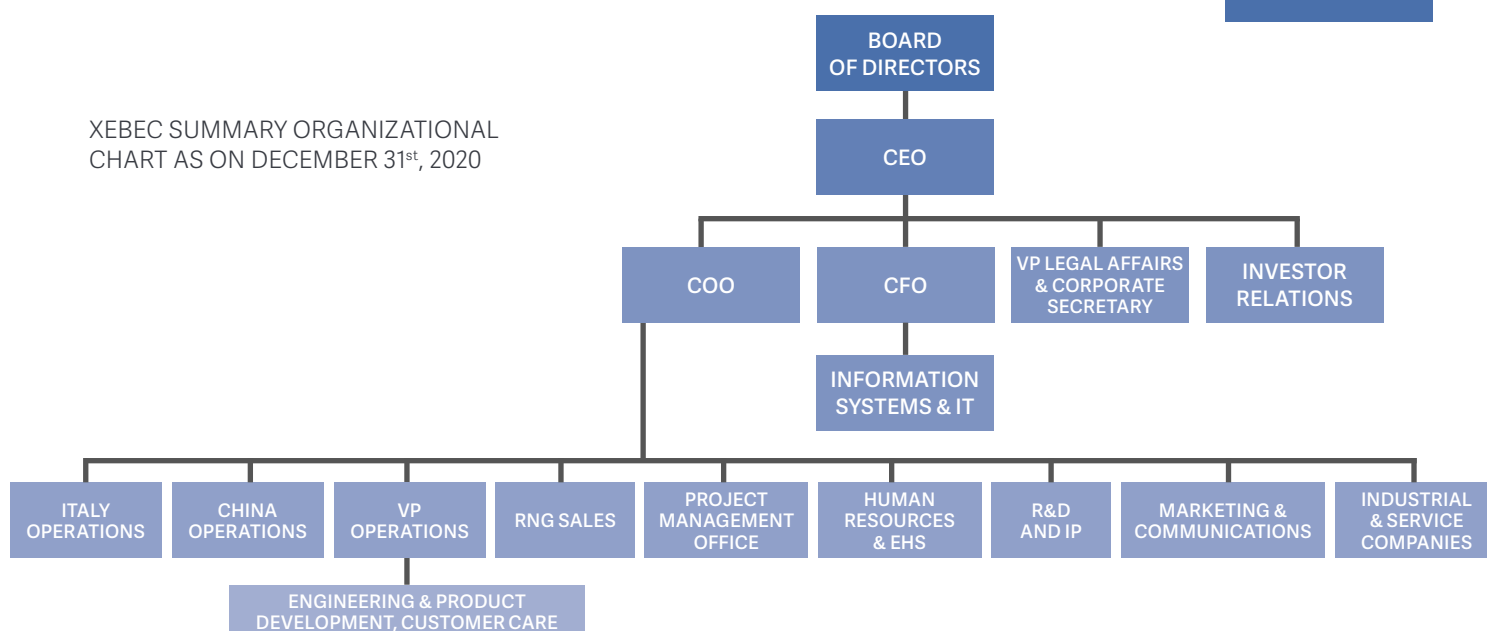 BOARD
OF DIRECTORS
XEBEC SUMMARY ORGANIZATIONAL
CHART AS ON DECEMBER 31st, 2020
CEO
COO
CFO
VP LEGAL AFFAIRS
& CORPORATE
SECRETARY
INVESTOR
RELATIONS
INFORMATION
SYSTEMS & IT
ITALY
OPERATIONS
CHINA
OPERATIONS
VP
OPERATIONS
RNG SALES
PROJECT
MANAGEMENT
OFFICE
HUMAN
RESOURCES
& EHS
R&D
AND IP
MARKETING &
COMMUNICATIONS
INDUSTRIAL
& SERVICE
COMPANIES
ENGINEERING & PRODUCT
DEVELOPMENT, CUSTOMER CARE